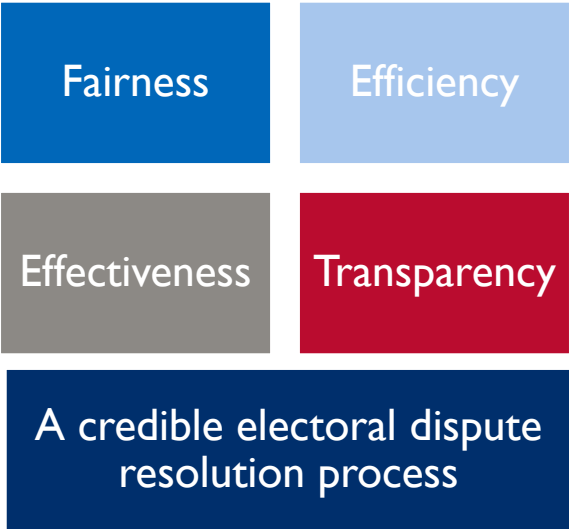 Fairness
Efficiency
Effectiveness
Transparency
A credible electoral dispute
resolution process